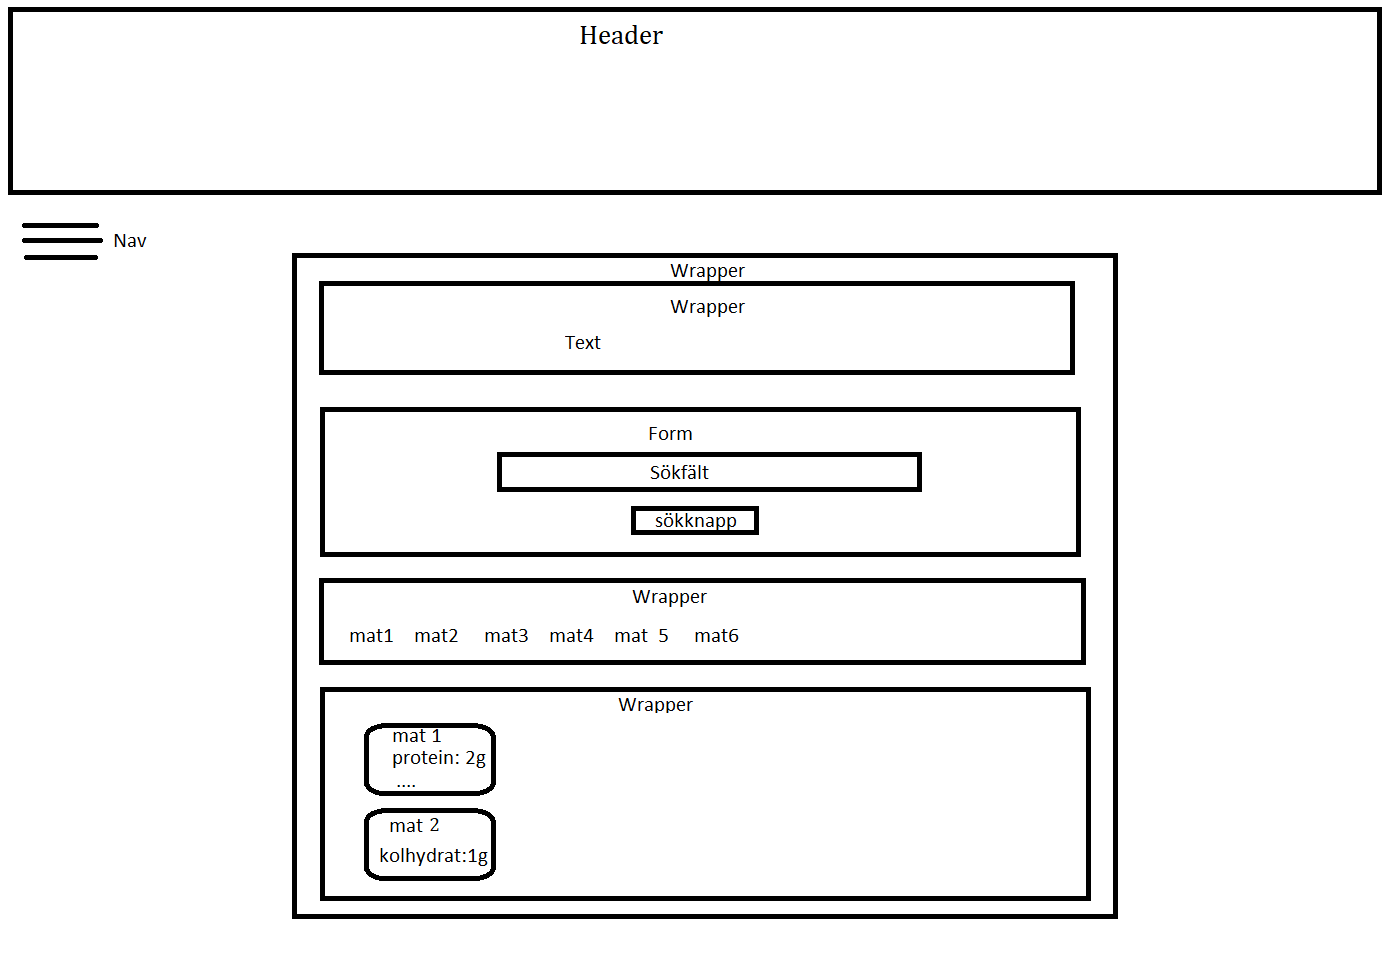 Header
Nav
Wrapper
Wrapper
Text
Form
Sökfält
sökknapp
Wrapper
mat1 mat2 mat3 mat4 mat 5 mat6
Wrapper
mat 1
protein: 2g
....
mat 2
kolhydrat:1g